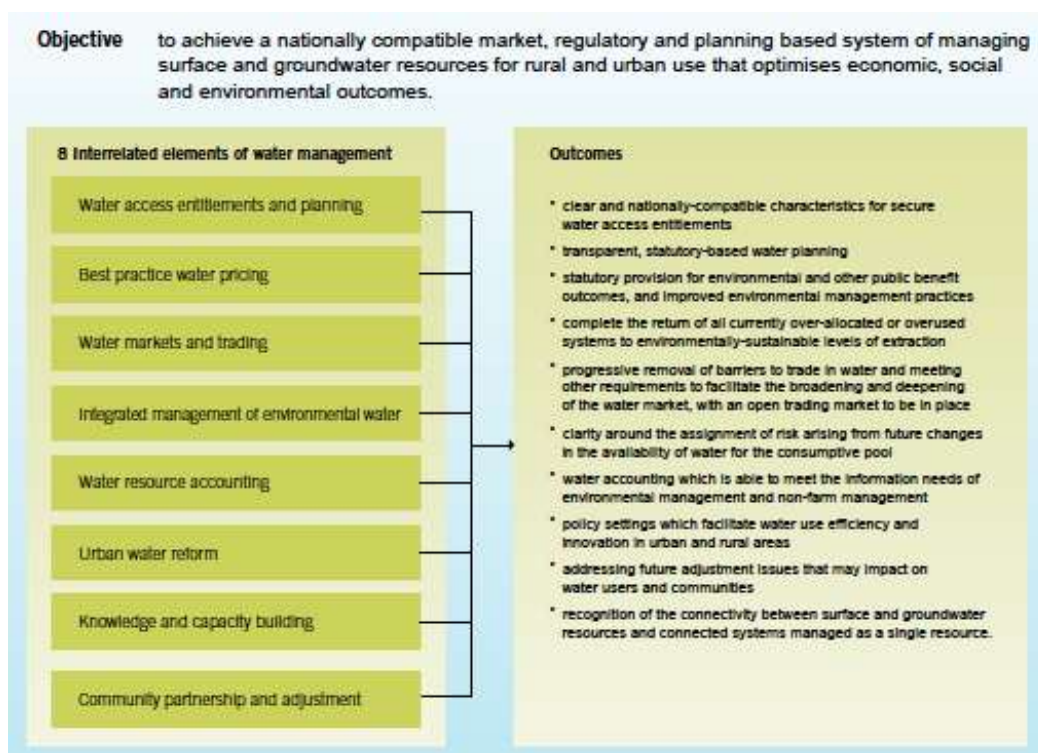 Objective to achieve a nationally compatible market, regulatory and planning based system of managing
surface and groundwater resources for rural and urban use that optimises economic, social
and environmental outcomes.
8 Interrelated elements of water management
Water access entitlements and planning
Best practice water pricing
Water markets and trading
Integrated management of environmental water
Water resource accounting
Urban water reform
Knowledge and capacity building
Community partnership and adjustment
Outcomes
* clear and nationally-compatible characteristics for secure
water access entitlements
* transparent, statutory-based water planning
* statutory provision for environmental and other public benefit
outcomes, and improved environmental management practices
* complete the return of all currently over-allocated or overused
systems to environmentally-sustainable levels of extraction
* progressive removal of barriers to trade in water and meeting
other requirements to facilitate the broadening and deepening
of the water market, with an open trading market to be in place
* clarity around the assignment of risk arising from future changes
in the availability of water for the consumptive pool
* water accounting which is able to meet the information needs of
environmental management and non-farm management
* policy settings which facilitate water use efficiency and
innovation in urban and rural areas
* addressing future adjustment issues that may impact on
water users and communities
* recognition of the connectivity between surface and groundwater
resources and connected systems managed as a single resource.